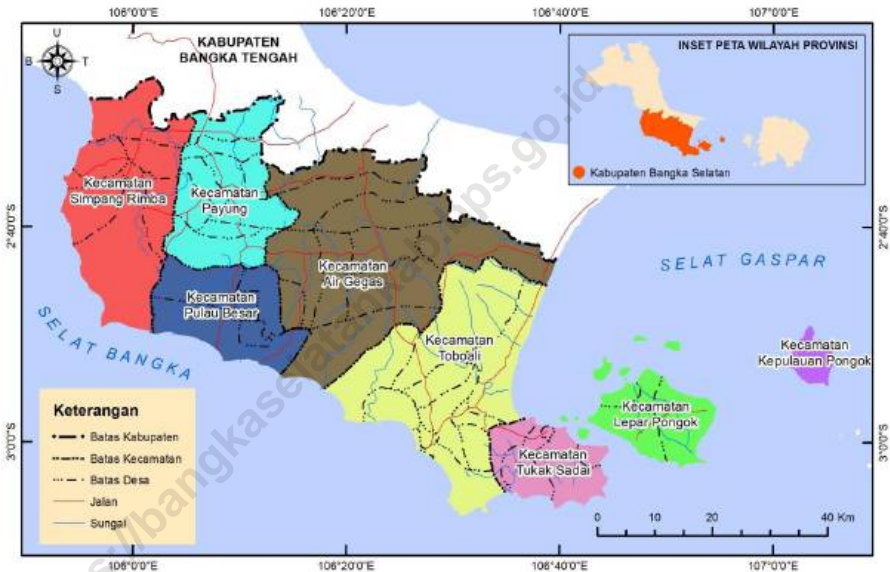 106°0'0"E 106°20'0"E 106°40'0"E 107°0'0"E
U
B T
S
KABUPATEN
BANGKA TENGAH
INSET PETA WILAYAH PROVINSI
Kabupaten Bangka Selatan
2°40'0"S
2°40'0"S
Kecamatan
Simpang Rimba
Kecamatan
Payung
Kecamatan
Air Gegas
Kecamatan
Pulau Besar
Kecamatan
Toboali
SELAT GASPAR
SELAT BANGKA
Kecamatan
Kepulauan Pongok
Kecamatan
Lepar Pongok
Kecamatan
Tukak Sadai
Keterangan
Batas Kabupaten
Batas Kecamatan
Batas Desa
Jalan
Sungai
3°0'0"S
3°0'0"S
0 10 20 40 Km
106°0'0"E 106°20'0"E 106°40'0"E 107°0'0"E
s://bangkaselatankab.bps.go.id